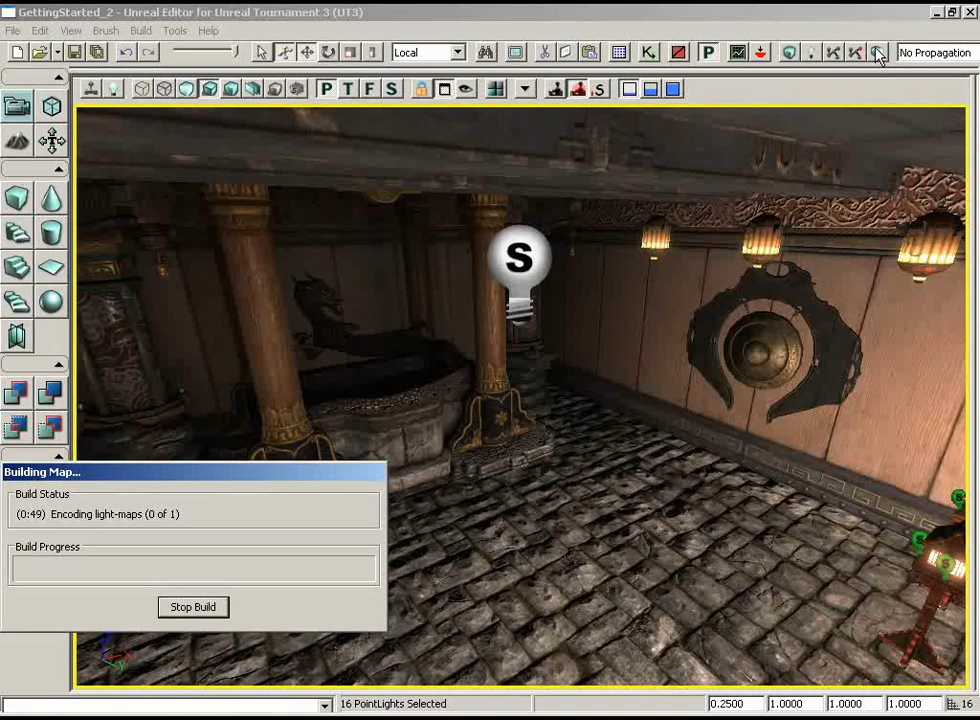 GettingStarted_2 - Unreal Editor for Unreal Tournament 3 (UT3)
File Edit View Brush Build Tools Help
Local
K
P
No Propagation
P T F S
S
S
Building Map...
Build Status
(0:49) Encoding light-maps (0 of 1)
Build Progress
Stop Build
Y
16 PointLights Selected
0.2500 1.0000 1.0000 1.0000 16